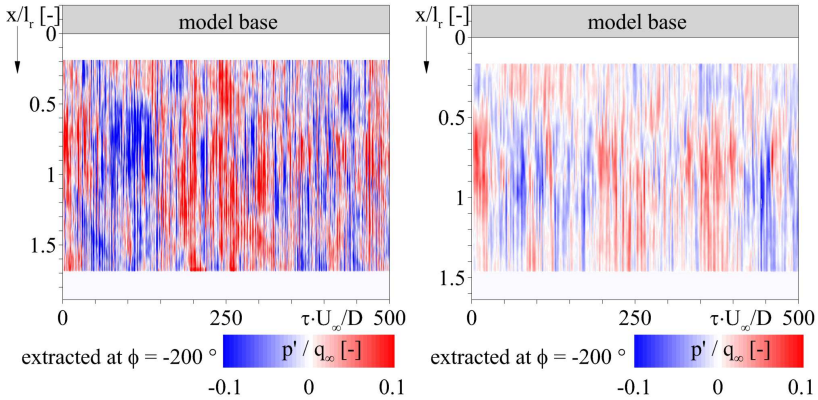 x/lᵣ [-]
model base
0
0.5
1
1.5
0
250
τ·U∞/D
500
extracted at ϕ = -200 °
p' / q∞ [-]
-0.1
0
0.1
x/lᵣ [-]
model base
0
0.5
1
1.5
0
250
τ·U∞/D
500
extracted at ϕ = -200 °
p' / q∞ [-]
-0.1
0
0.1